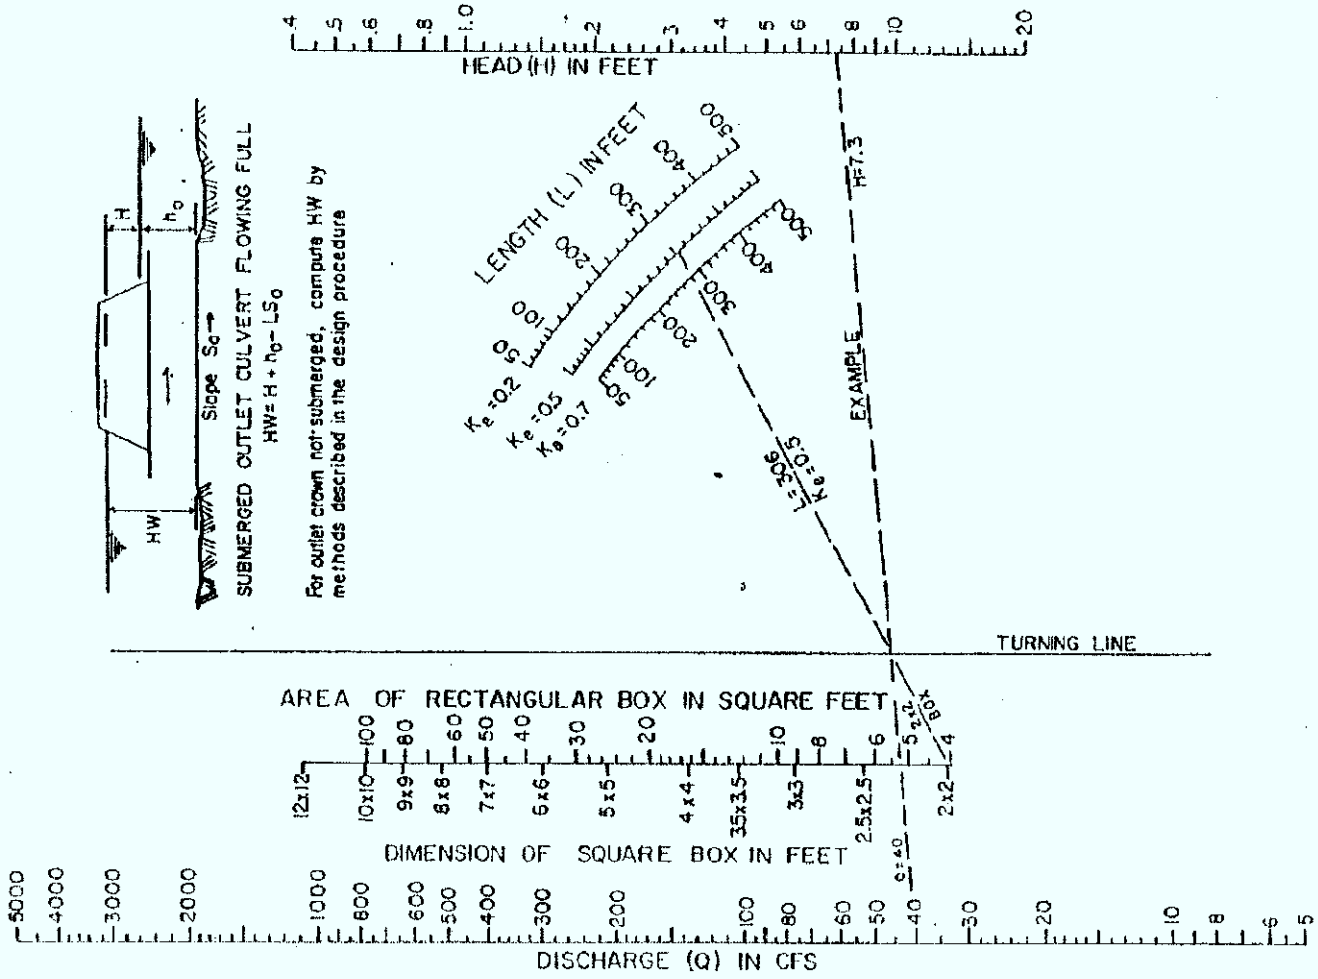 .4 .5 .6 .8 1.0 2 3 4 5 6 8 10 20
HEAD (H) IN FEET
HW
H
h₀
Slope S₀→
SUBMERGED OUTLET CULVERT FLOWING FULL
HW= H + h₀- LS₀
For outlet crown not submerged, compute HW by
methods described in the design procedure
LENGTH (L) IN FEET
50 100 200 300 400 500
Kₑ=0.2
Kₑ=0.5
Kₑ=0.7
50 100 200 300 400 500
L=306
Kₑ=0.5
H=7.3
EXAMPLE
TURNING LINE
AREA OF RECTANGULAR BOX IN SQUARE FEET
100 80 60 50 40 30 20 10 8 6 5 4
2x2
BOX
12x12 10x10 9x9 8x8 7x7 6x6 5x5 4x4 3.5x3.5 3x3 2.5x2.5 2x2
DIMENSION OF SQUARE BOX IN FEET
Q=40
5000 4000 3000 2000 1000 800 600 500 400 300 200 100 80 60 50 40 30 20 10 8 6 5
DISCHARGE (Q) IN CFS